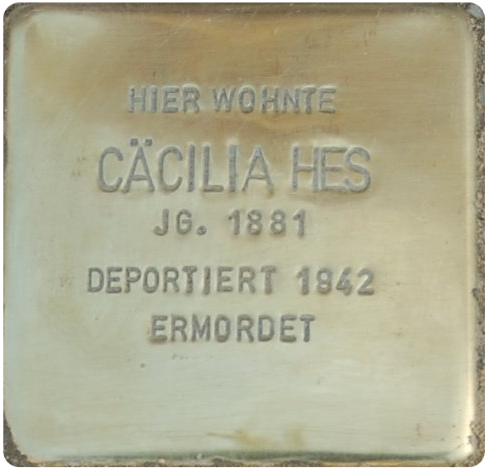 HIER WOHNTE
CÄCILIA HES
JG. 1881
DEPORTIERT 1942
ERMORDET